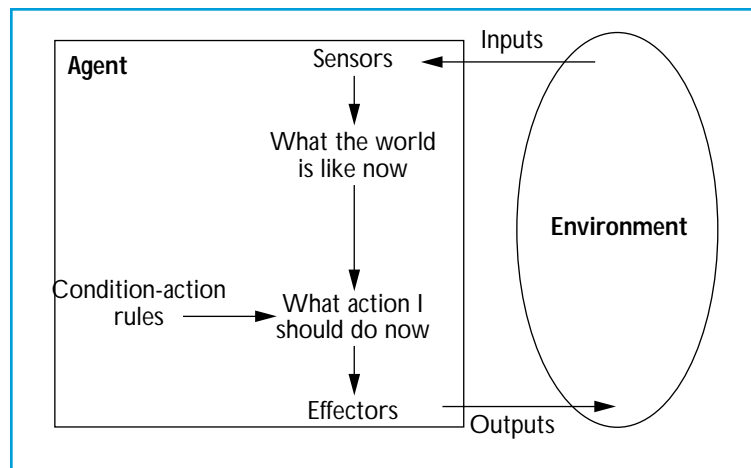 Agent
Sensors
Inputs
What the world
is like now
Environment
Condition-action
rules
What action I
should do now
Effectors
Outputs